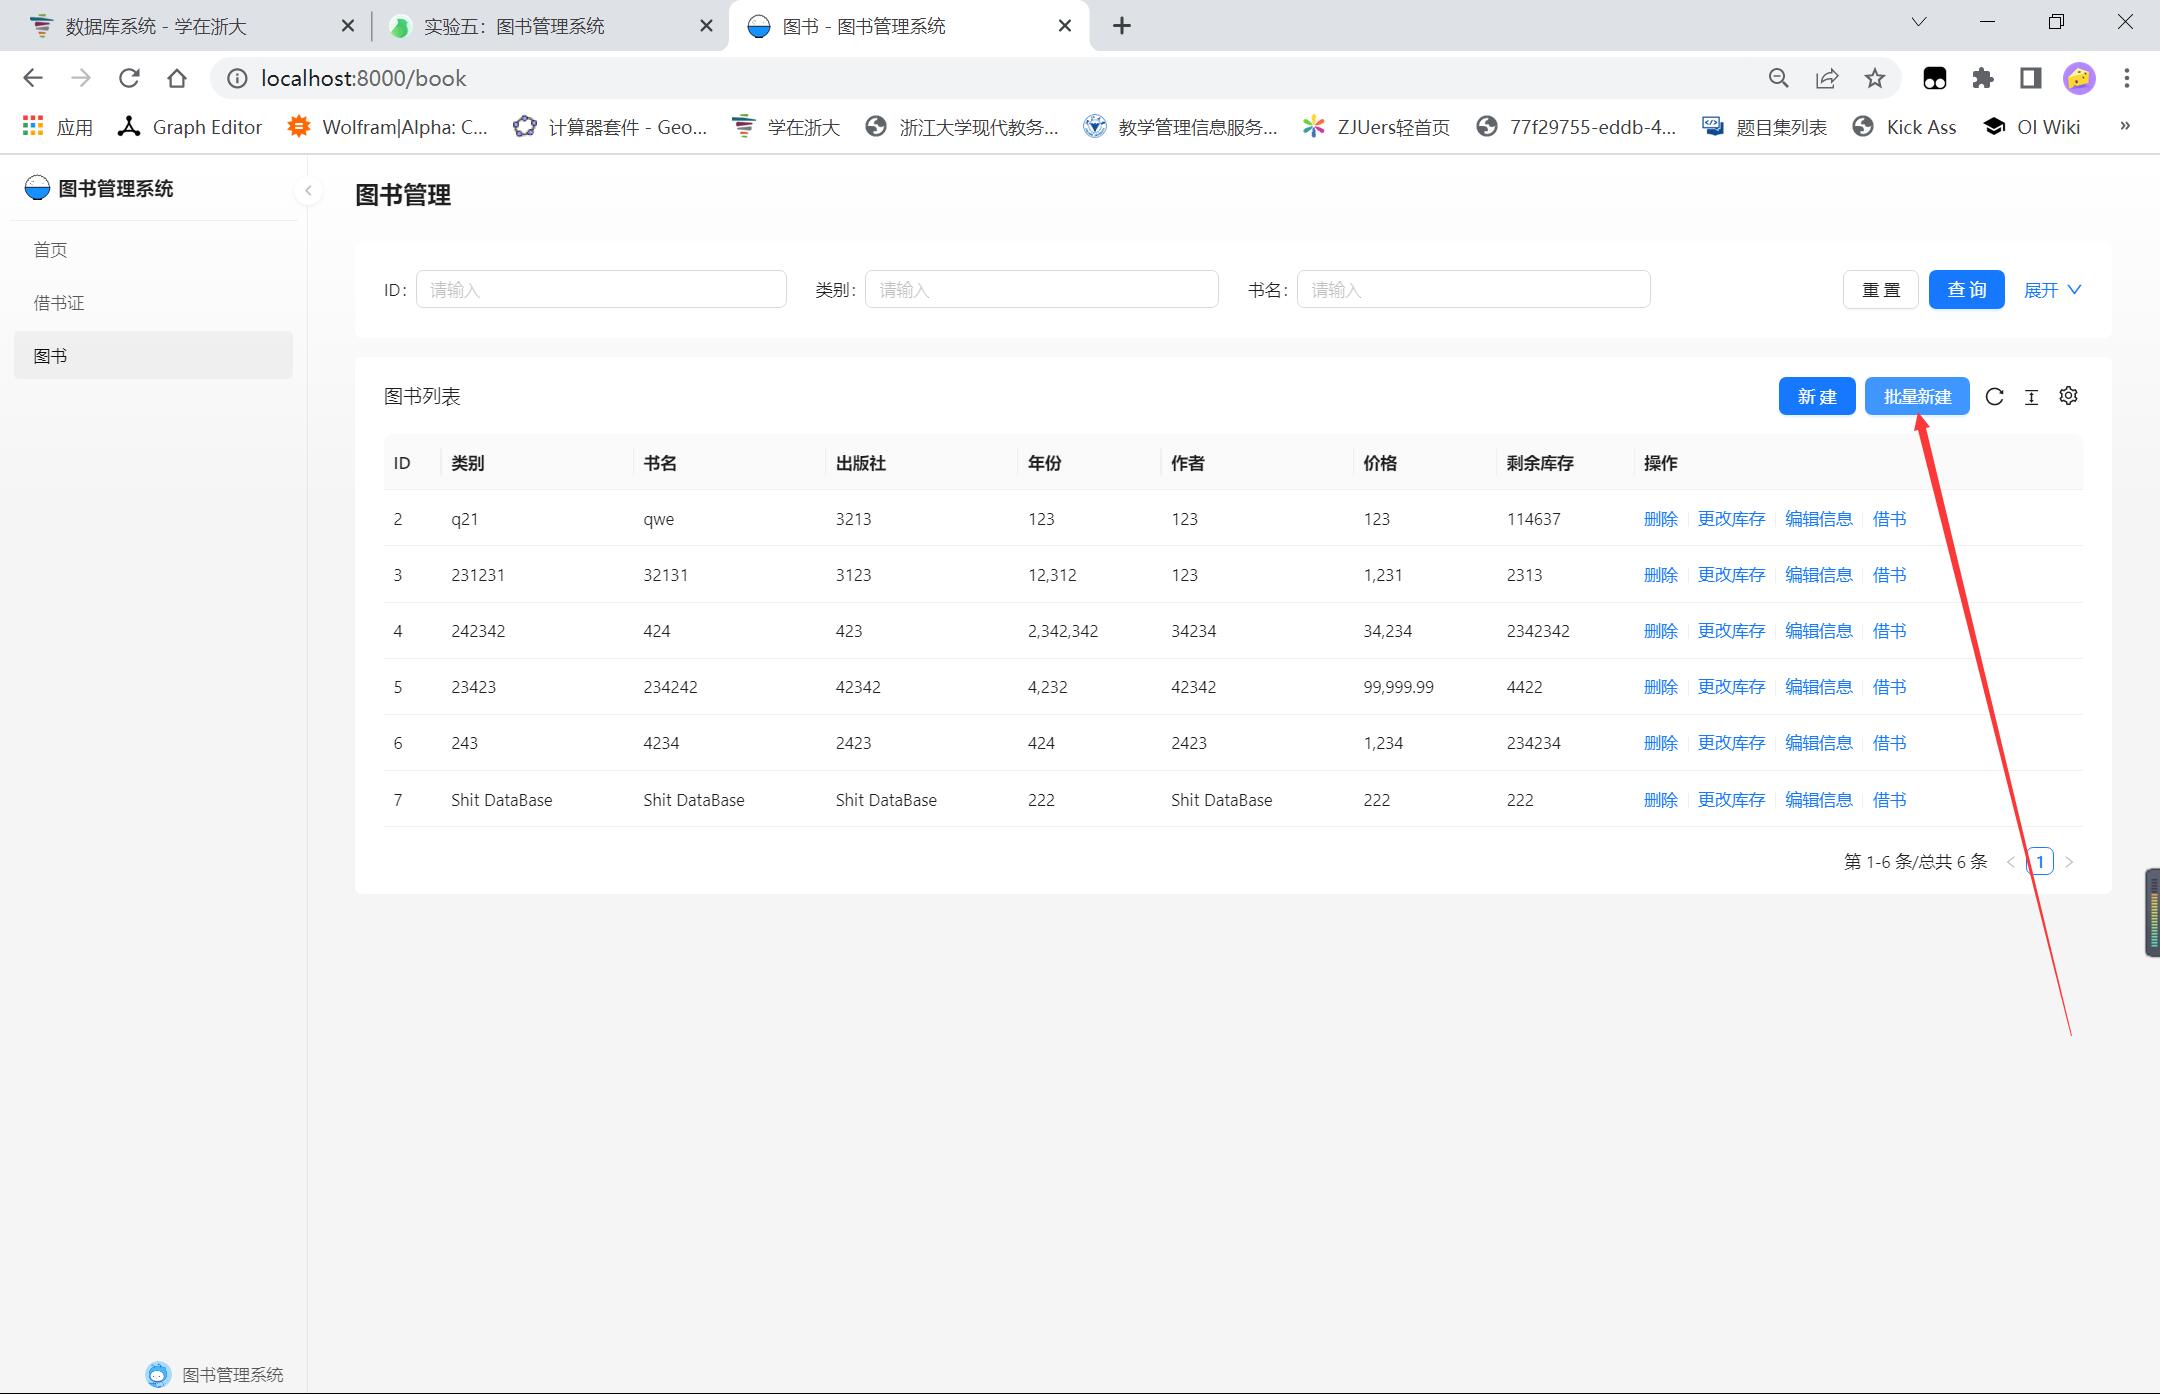 数据库系统 - 学在浙大
实验五：图书管理系统
图书 - 图书管理系统
localhost:8000/book
应用
Graph Editor
Wolfram|Alpha: C...
计算器套件 - Geo...
学在浙大
浙江大学现代教务...
教学管理信息服务...
ZJUers轻首页
77f29755-eddb-4...
题目集列表
Kick Ass
OI Wiki
»
图书管理系统
首页
借书证
图书
图书管理
ID： 请输入 类别： 请输入 书名： 请输入 重 置 查 询 展开
图书列表 新 建 批量新建
ID 类别 书名 出版社 年份 作者 价格 剩余库存 操作
2 q21 qwe 3213 123 123 123 114637 删除 更改库存 编辑信息 借书
3 231231 32131 3123 12,312 123 1,231 2313 删除 更改库存 编辑信息 借书
4 242342 424 423 2,342,342 34234 34,234 2342342 删除 更改库存 编辑信息 借书
5 23423 234242 42342 4,232 42342 99,999.99 4422 删除 更改库存 编辑信息 借书
6 243 4234 2423 424 2423 1,234 234234 删除 更改库存 编辑信息 借书
7 Shit DataBase Shit DataBase Shit DataBase 222 Shit DataBase 222 222 删除 更改库存 编辑信息 借书
第 1-6 条/总共 6 条 < 1 >
图书管理系统